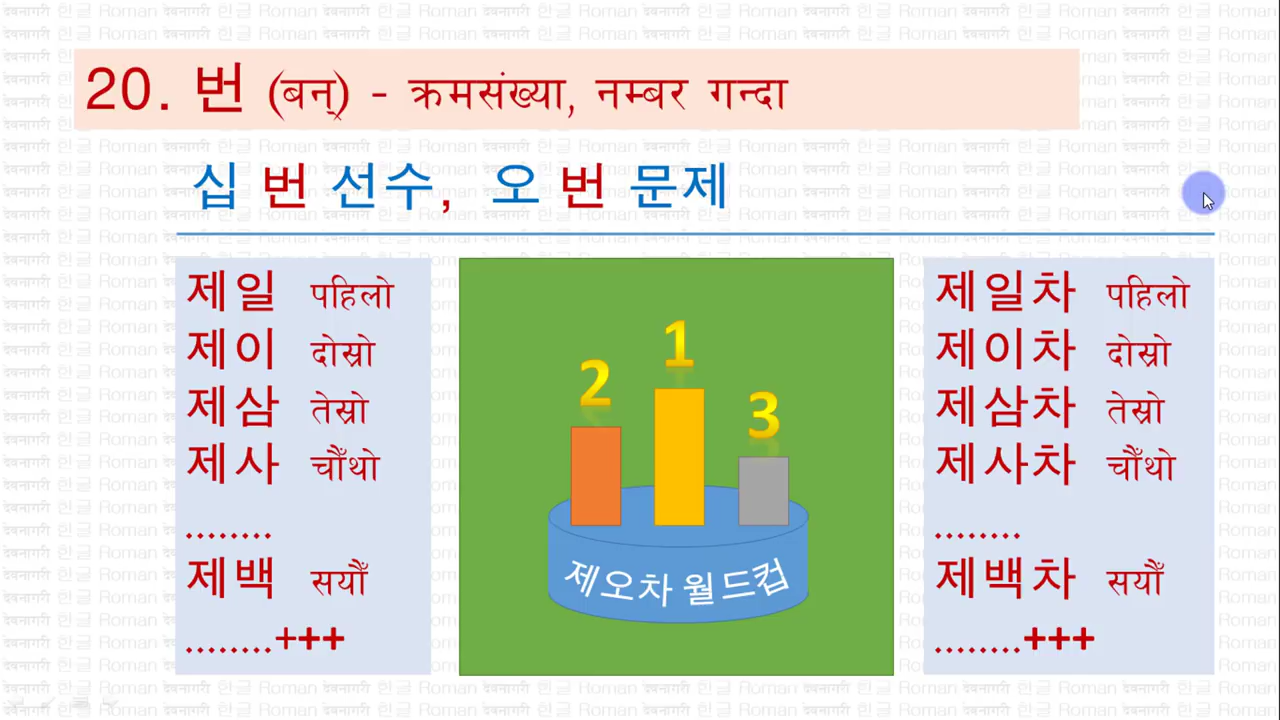 20. 번 (बन्) - क्रमसंख्या, नम्बर गन्दा
십 번 선수, 오 번 문제
제일 पहिलो
제이 दोस्रो
제삼 तेस्रो
제사 चौँथो
........
제백 सयौँ
........+++
2
1
3
제오차 월드컵
제일차 पहिलो
제이차 दोस्रो
제삼차 तेस्रो
제사차 चौँथो
........
제백차 सयौँ
........+++